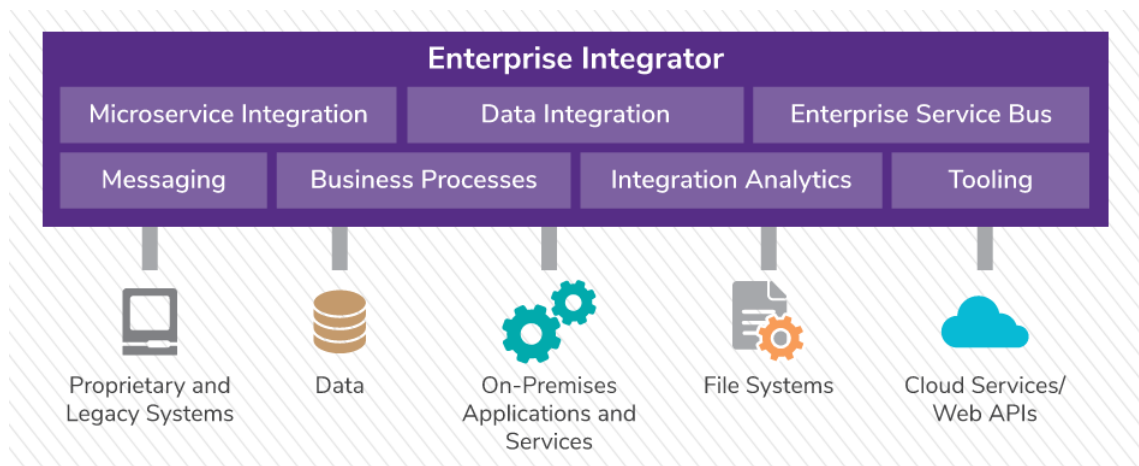 Enterprise Integrator
Microservice Integration
Data Integration
Enterprise Service Bus
Messaging
Business Processes
Integration Analytics
Tooling
Proprietary and
Legacy Systems
Data
On-Premises
Applications and
Services
File Systems
Cloud Services/
Web APIs